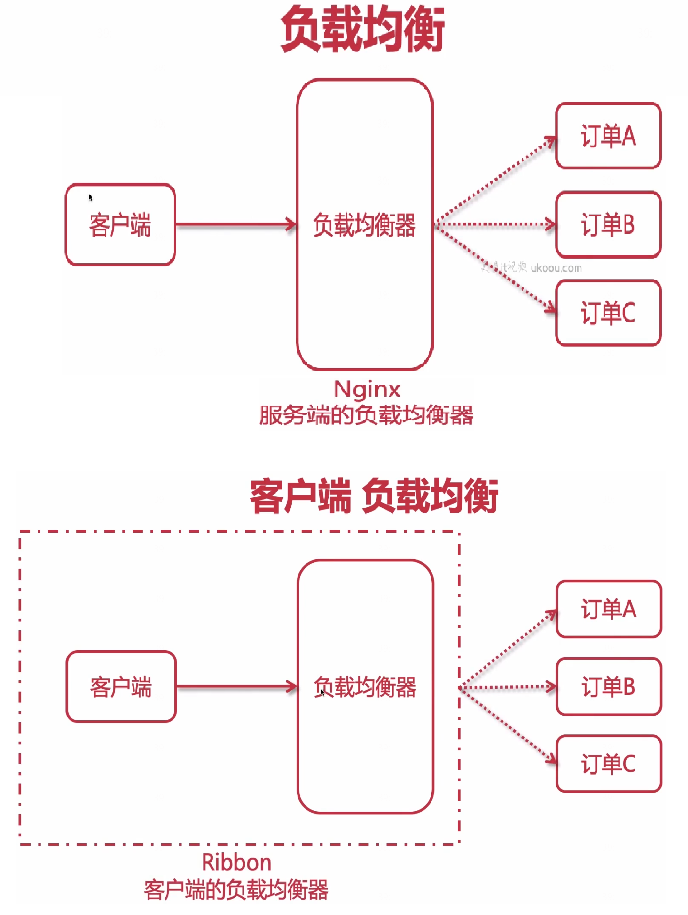 负载均衡
客户端
负载均衡器
订单A
订单B
订单C
ukoou.com
Nginx
服务端的负载均衡器
客户端 负载均衡
客户端
负载均衡器
订单A
订单B
订单C
Ribbon
客户端的负载均衡器